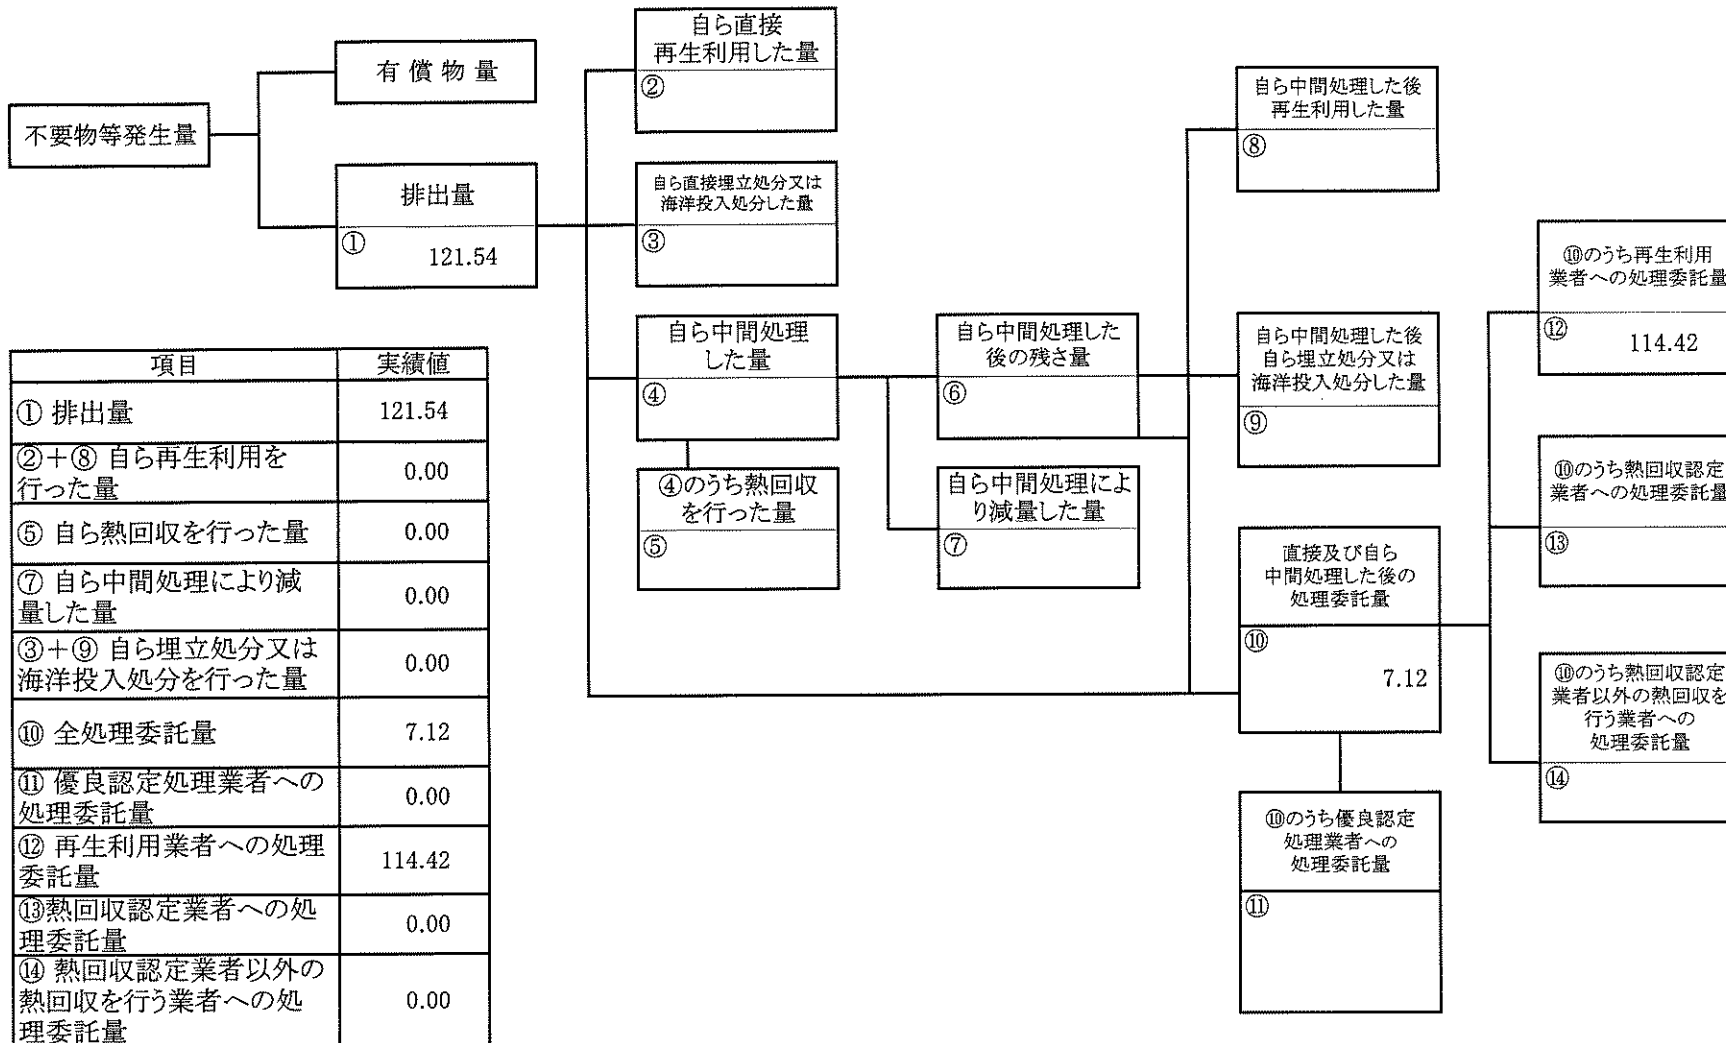 不要物等発生量
有 償 物 量
排出量
①
121.54
自ら直接
再生利用した量
②
自ら直接埋立処分又は
海洋投入処分した量
③
自ら中間処理
した量
④
④のうち熱回収
を行った量
⑤
自ら中間処理した
後の残さ量
⑥
自ら中間処理によ
り減量した量
⑦
自ら中間処理した後
再生利用した量
⑧
自ら中間処理した後
自ら埋立処分又は
海洋投入処分した量
⑨
直接及び自ら
中間処理した後の
処理委託量
⑩
7.12
⑩のうち優良認定
処理業者への
処理委託量
⑪
⑩のうち再生利用
業者への処理委託量
⑫
114.42
⑩のうち熱回収認定
業者への処理委託量
⑬
⑩のうち熱回収認定
業者以外の熱回収を
行う業者への
処理委託量
⑭
項目 実績値
① 排出量 121.54
②+⑧ 自ら再生利用を
行った量 0.00
⑤ 自ら熱回収を行った量 0.00
⑦ 自ら中間処理により減
量した量 0.00
③+⑨ 自ら埋立処分又は
海洋投入処分を行った量 0.00
⑩ 全処理委託量 7.12
⑪ 優良認定処理業者への
処理委託量 0.00
⑫ 再生利用業者への処理
委託量 114.42
⑬熱回収認定業者への処
理委託量 0.00
⑭ 熱回収認定業者以外の
熱回収を行う業者への処
理委託量 0.00